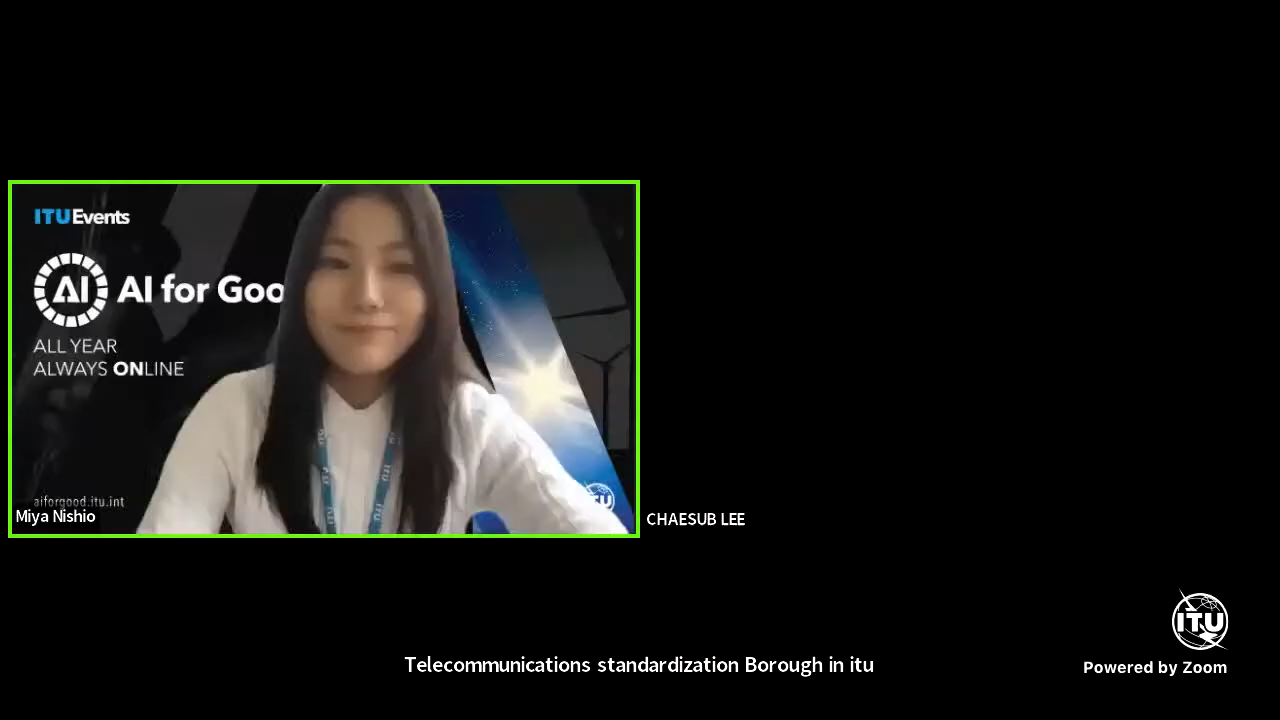 ITUEvents
AI AI for Goo
ALL YEAR
ALWAYS ONLINE
aiforgood.itu.int
Miya Nishio
CHAESUB LEE
ITU
Telecommunications standardization Borough in itu
Powered by Zoom